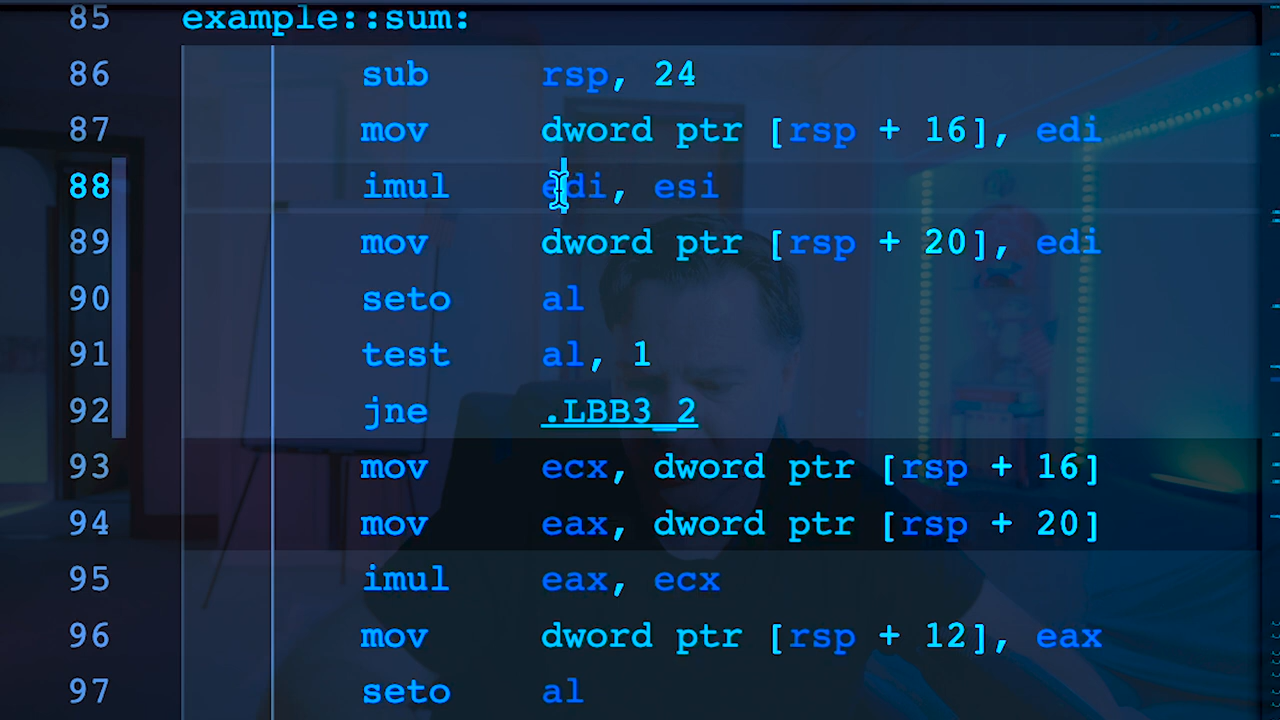 85 example::sum:
86 sub rsp, 24
87 mov dword ptr [rsp + 16], edi
88 imul edi, esi
89 mov dword ptr [rsp + 20], edi
90 seto al
91 test al, 1
92 jne .LBB3_2
93 mov ecx, dword ptr [rsp + 16]
94 mov eax, dword ptr [rsp + 20]
95 imul eax, ecx
96 mov dword ptr [rsp + 12], eax
97 seto al